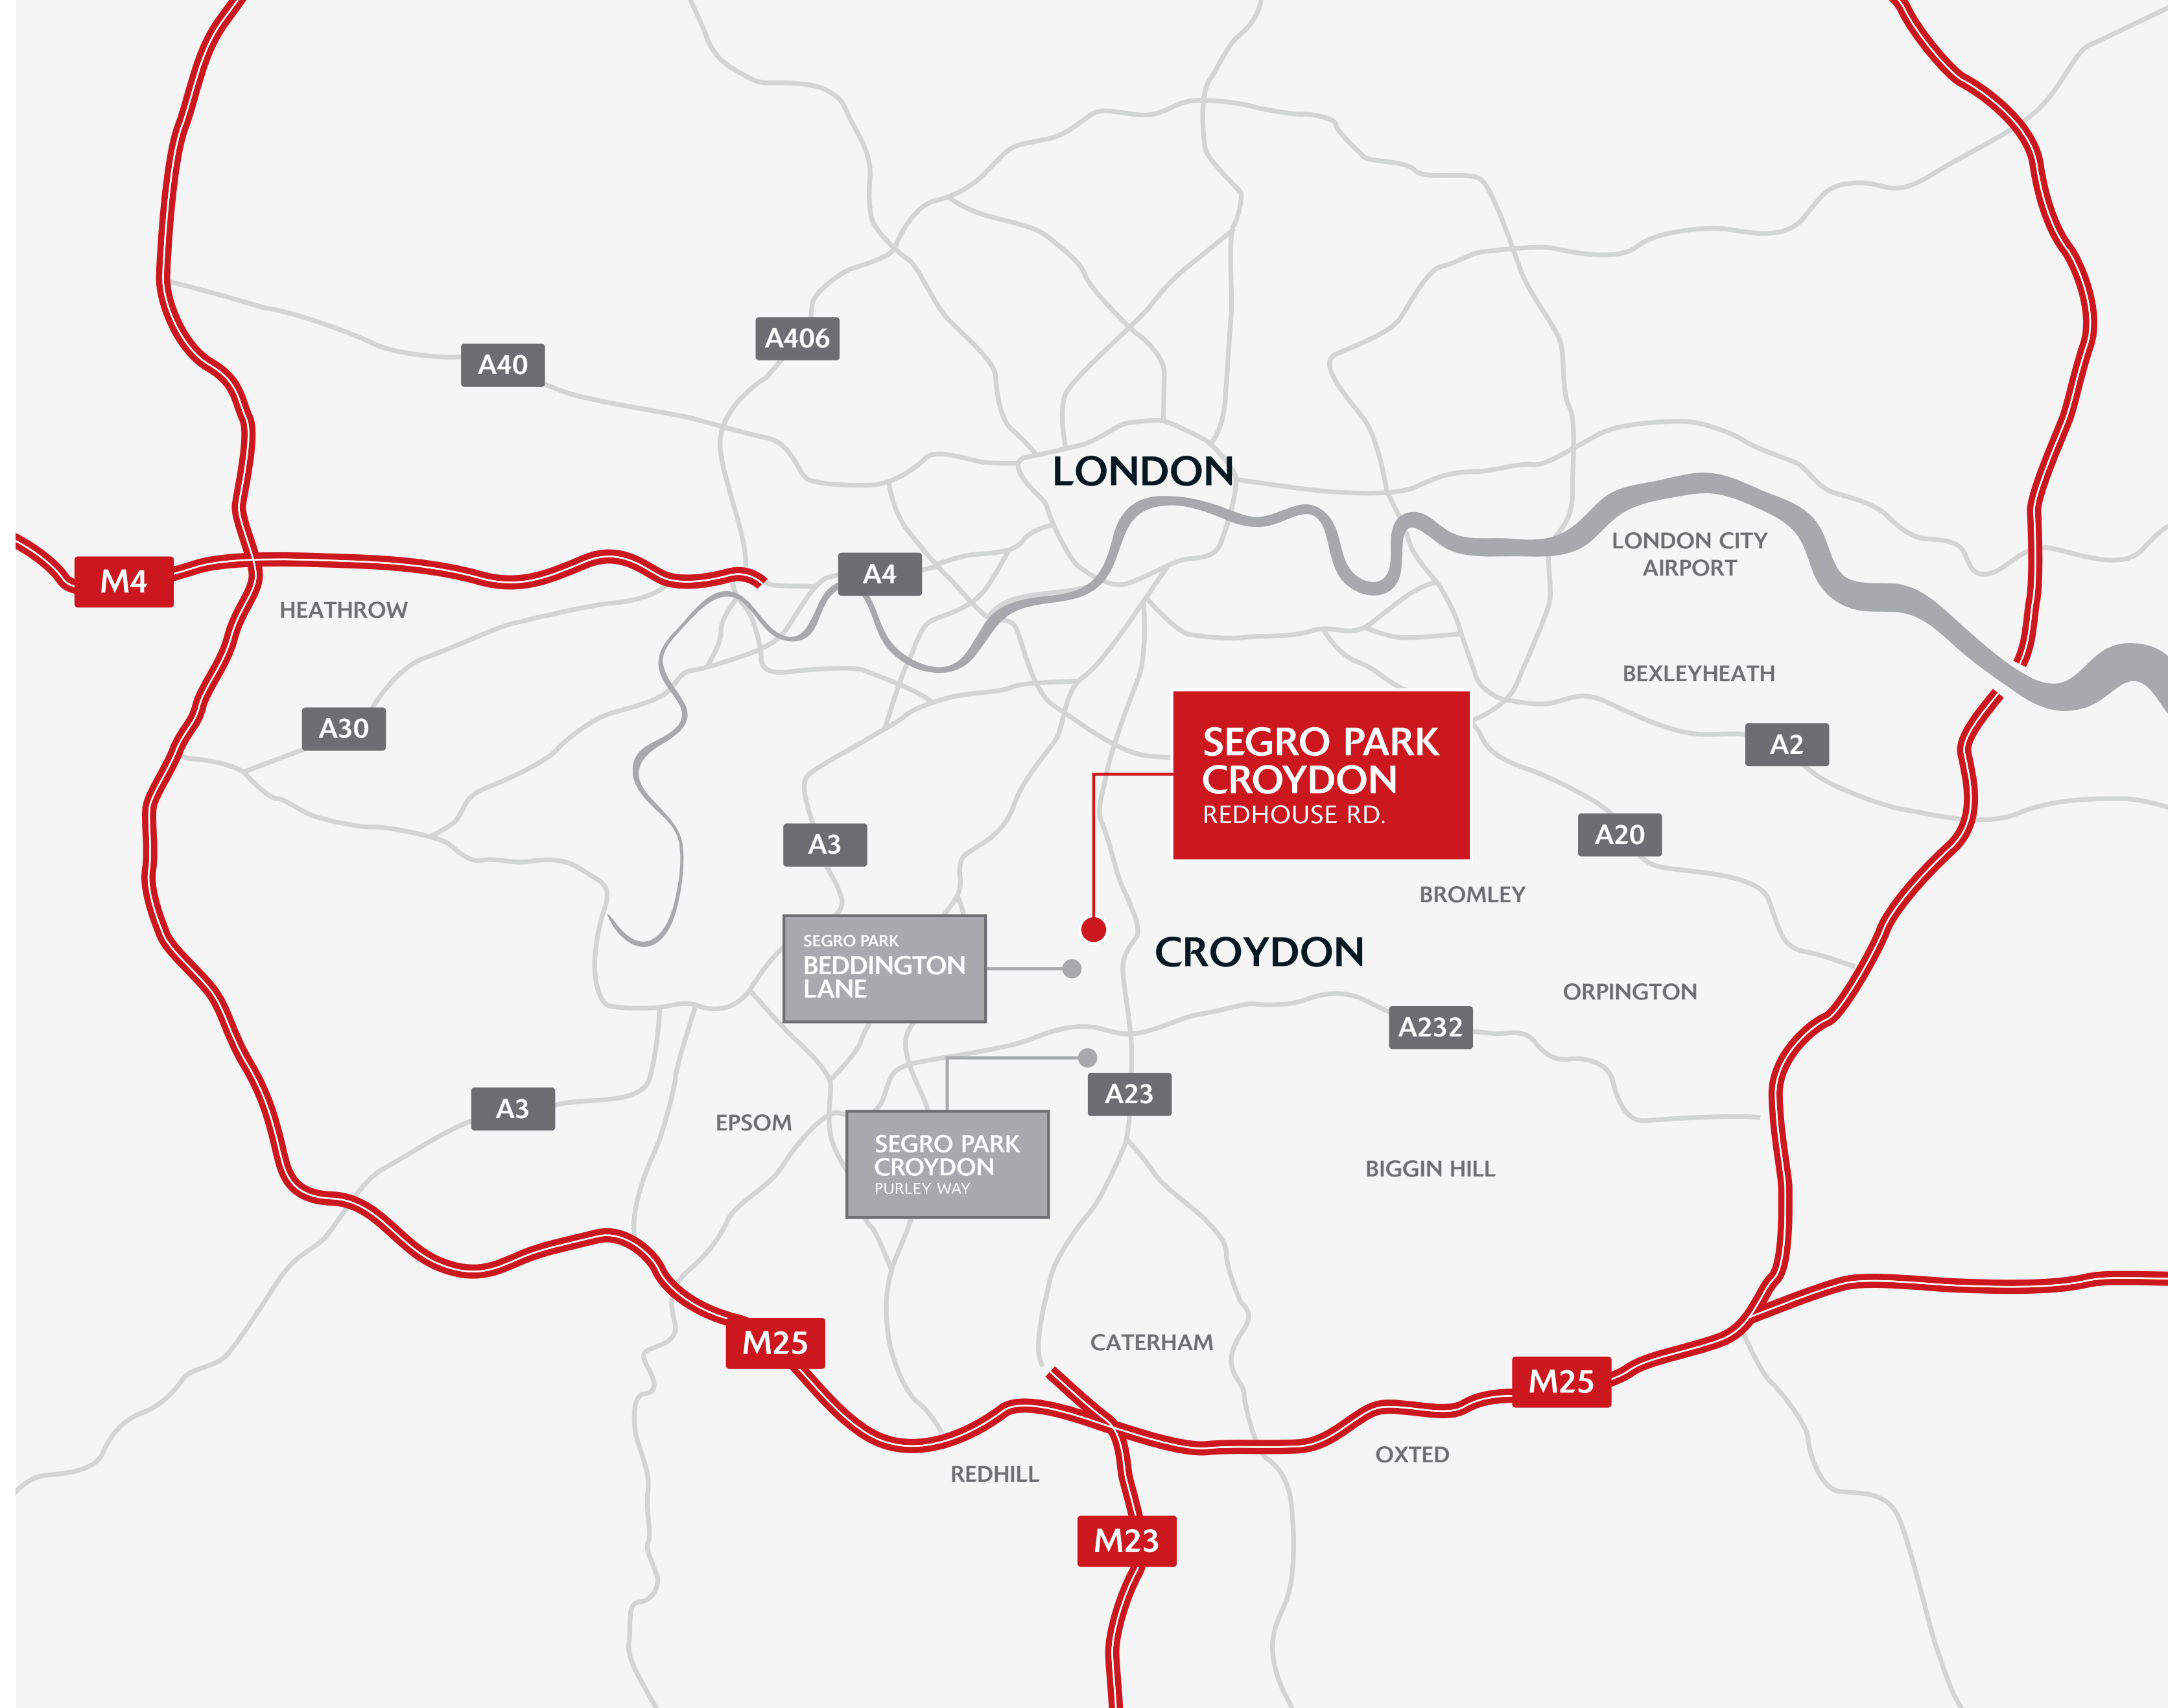 A406
A40
LONDON
LONDON CITY
AIRPORT
A4
M4
HEATHROW
BEXLEYHEATH
A30
A2
SEGRO PARK
CROYDON
REDHOUSE RD.
A3
A20
BROMLEY
SEGRO PARK
BEDDINGTON
LANE
CROYDON
ORPINGTON
A232
A23
A3
EPSOM
SEGRO PARK
CROYDON
PURLEY WAY
BIGGIN HILL
M25
CATERHAM
M25
OXTED
REDHILL
M23